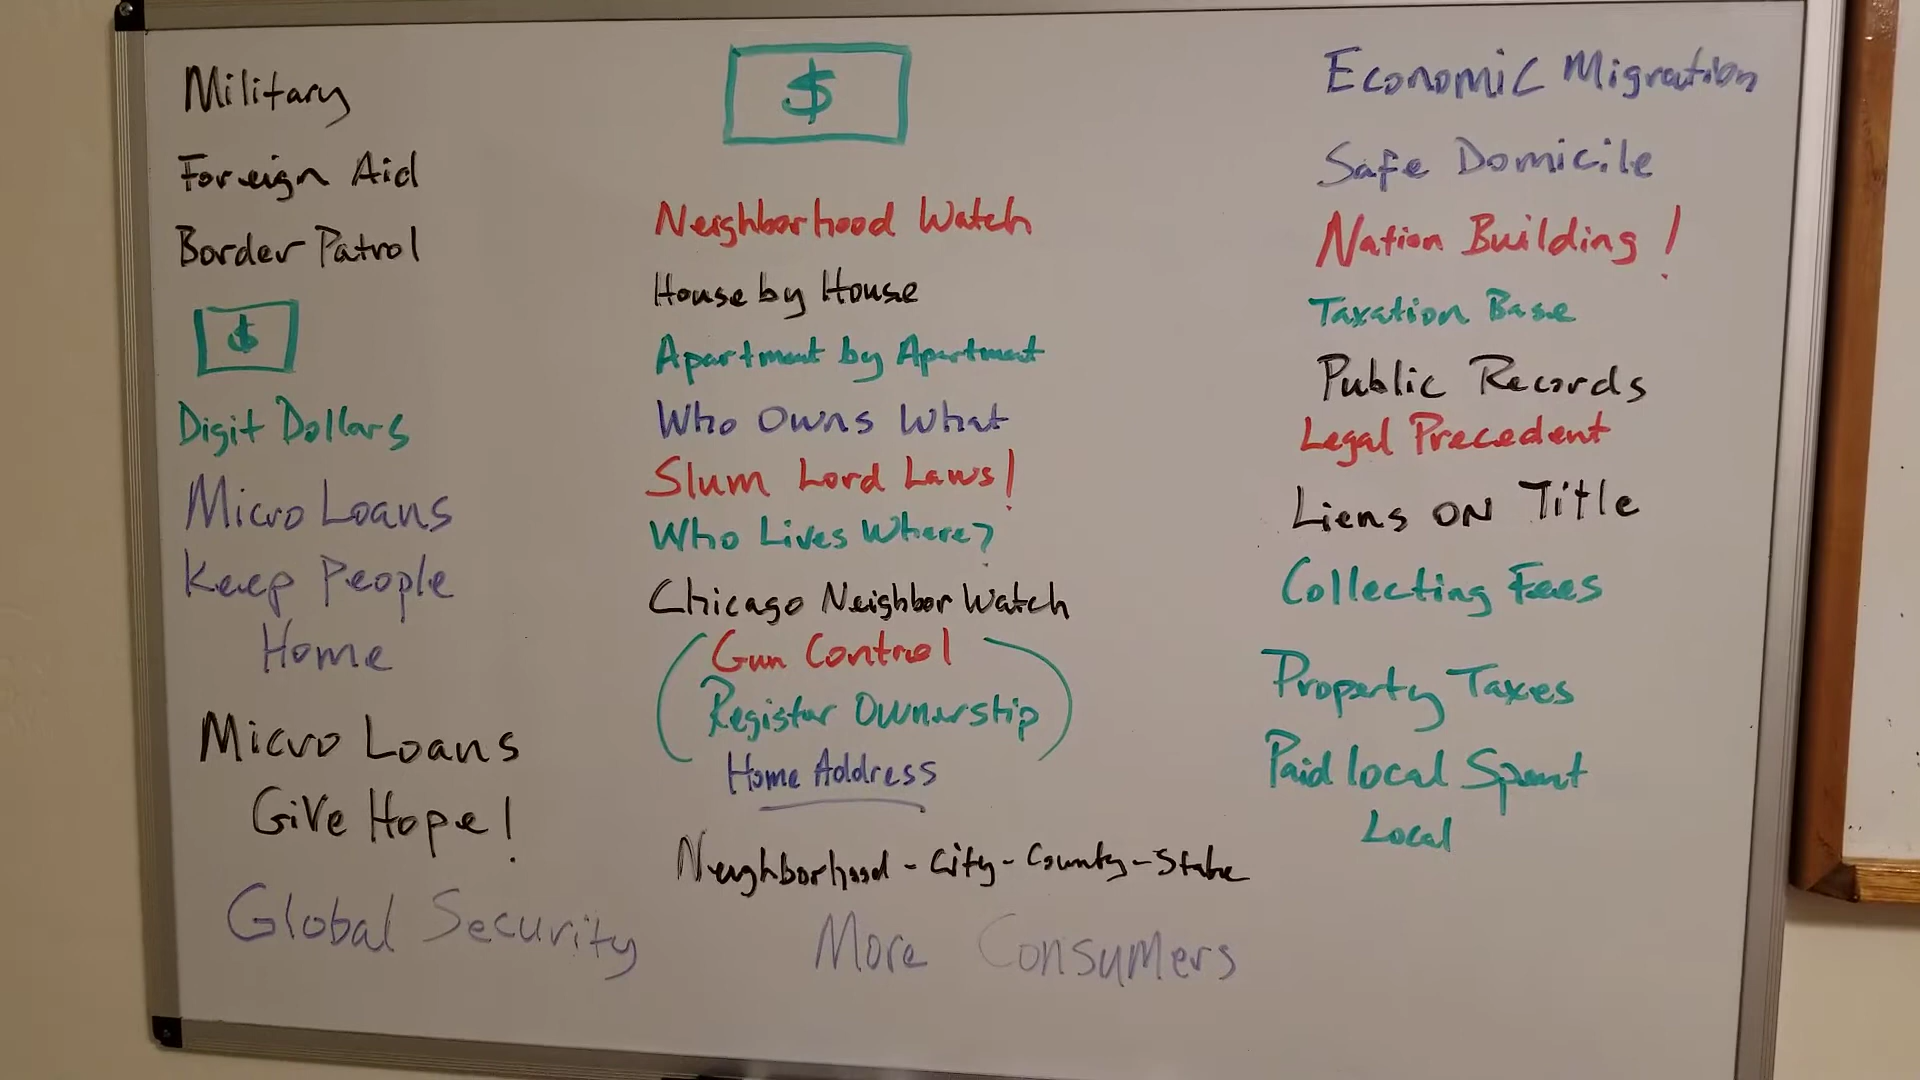 Military
Foreign Aid
Border Patrol
$
Digit Dollars
Micro Loans
Keep People
Home
Micro Loans
Give Hope!
Global Security
$
Neighborhood Watch
House by House
Apartment by Apartment
Who Owns What
Slum Lord Laws!
Who Lives Where?
Chicago Neighbor Watch
Gun Control
Register Ownership
Home Address
Neighborhood - City - County - State
More Consumers
Economic Migration
Safe Domicile
Nation Building!
Taxation Base
Public Records
Legal Precedent
Liens ON Title
Collecting Fees
Property Taxes
Paid local Spent
Local